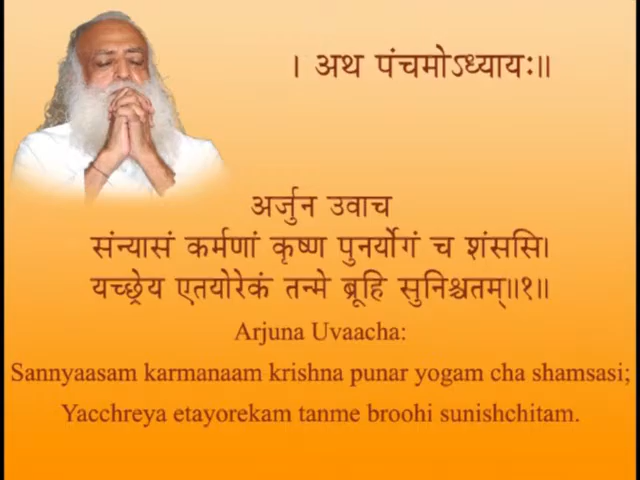 । अथ पंचमोऽध्यायः॥
अर्जुन उवाच
संन्यासं कर्मणां कृष्ण पुनर्योगं च शंससि।
यच्छ्रेय एतयोरेकं तन्मे ब्रूहि सुनिश्चतम्॥१॥
Arjuna Uvaacha:
Sannyaasam karmanaam krishna punar yogam cha shamsasi;
Yacchreya etayorekam tanme broohi sunishchitam.